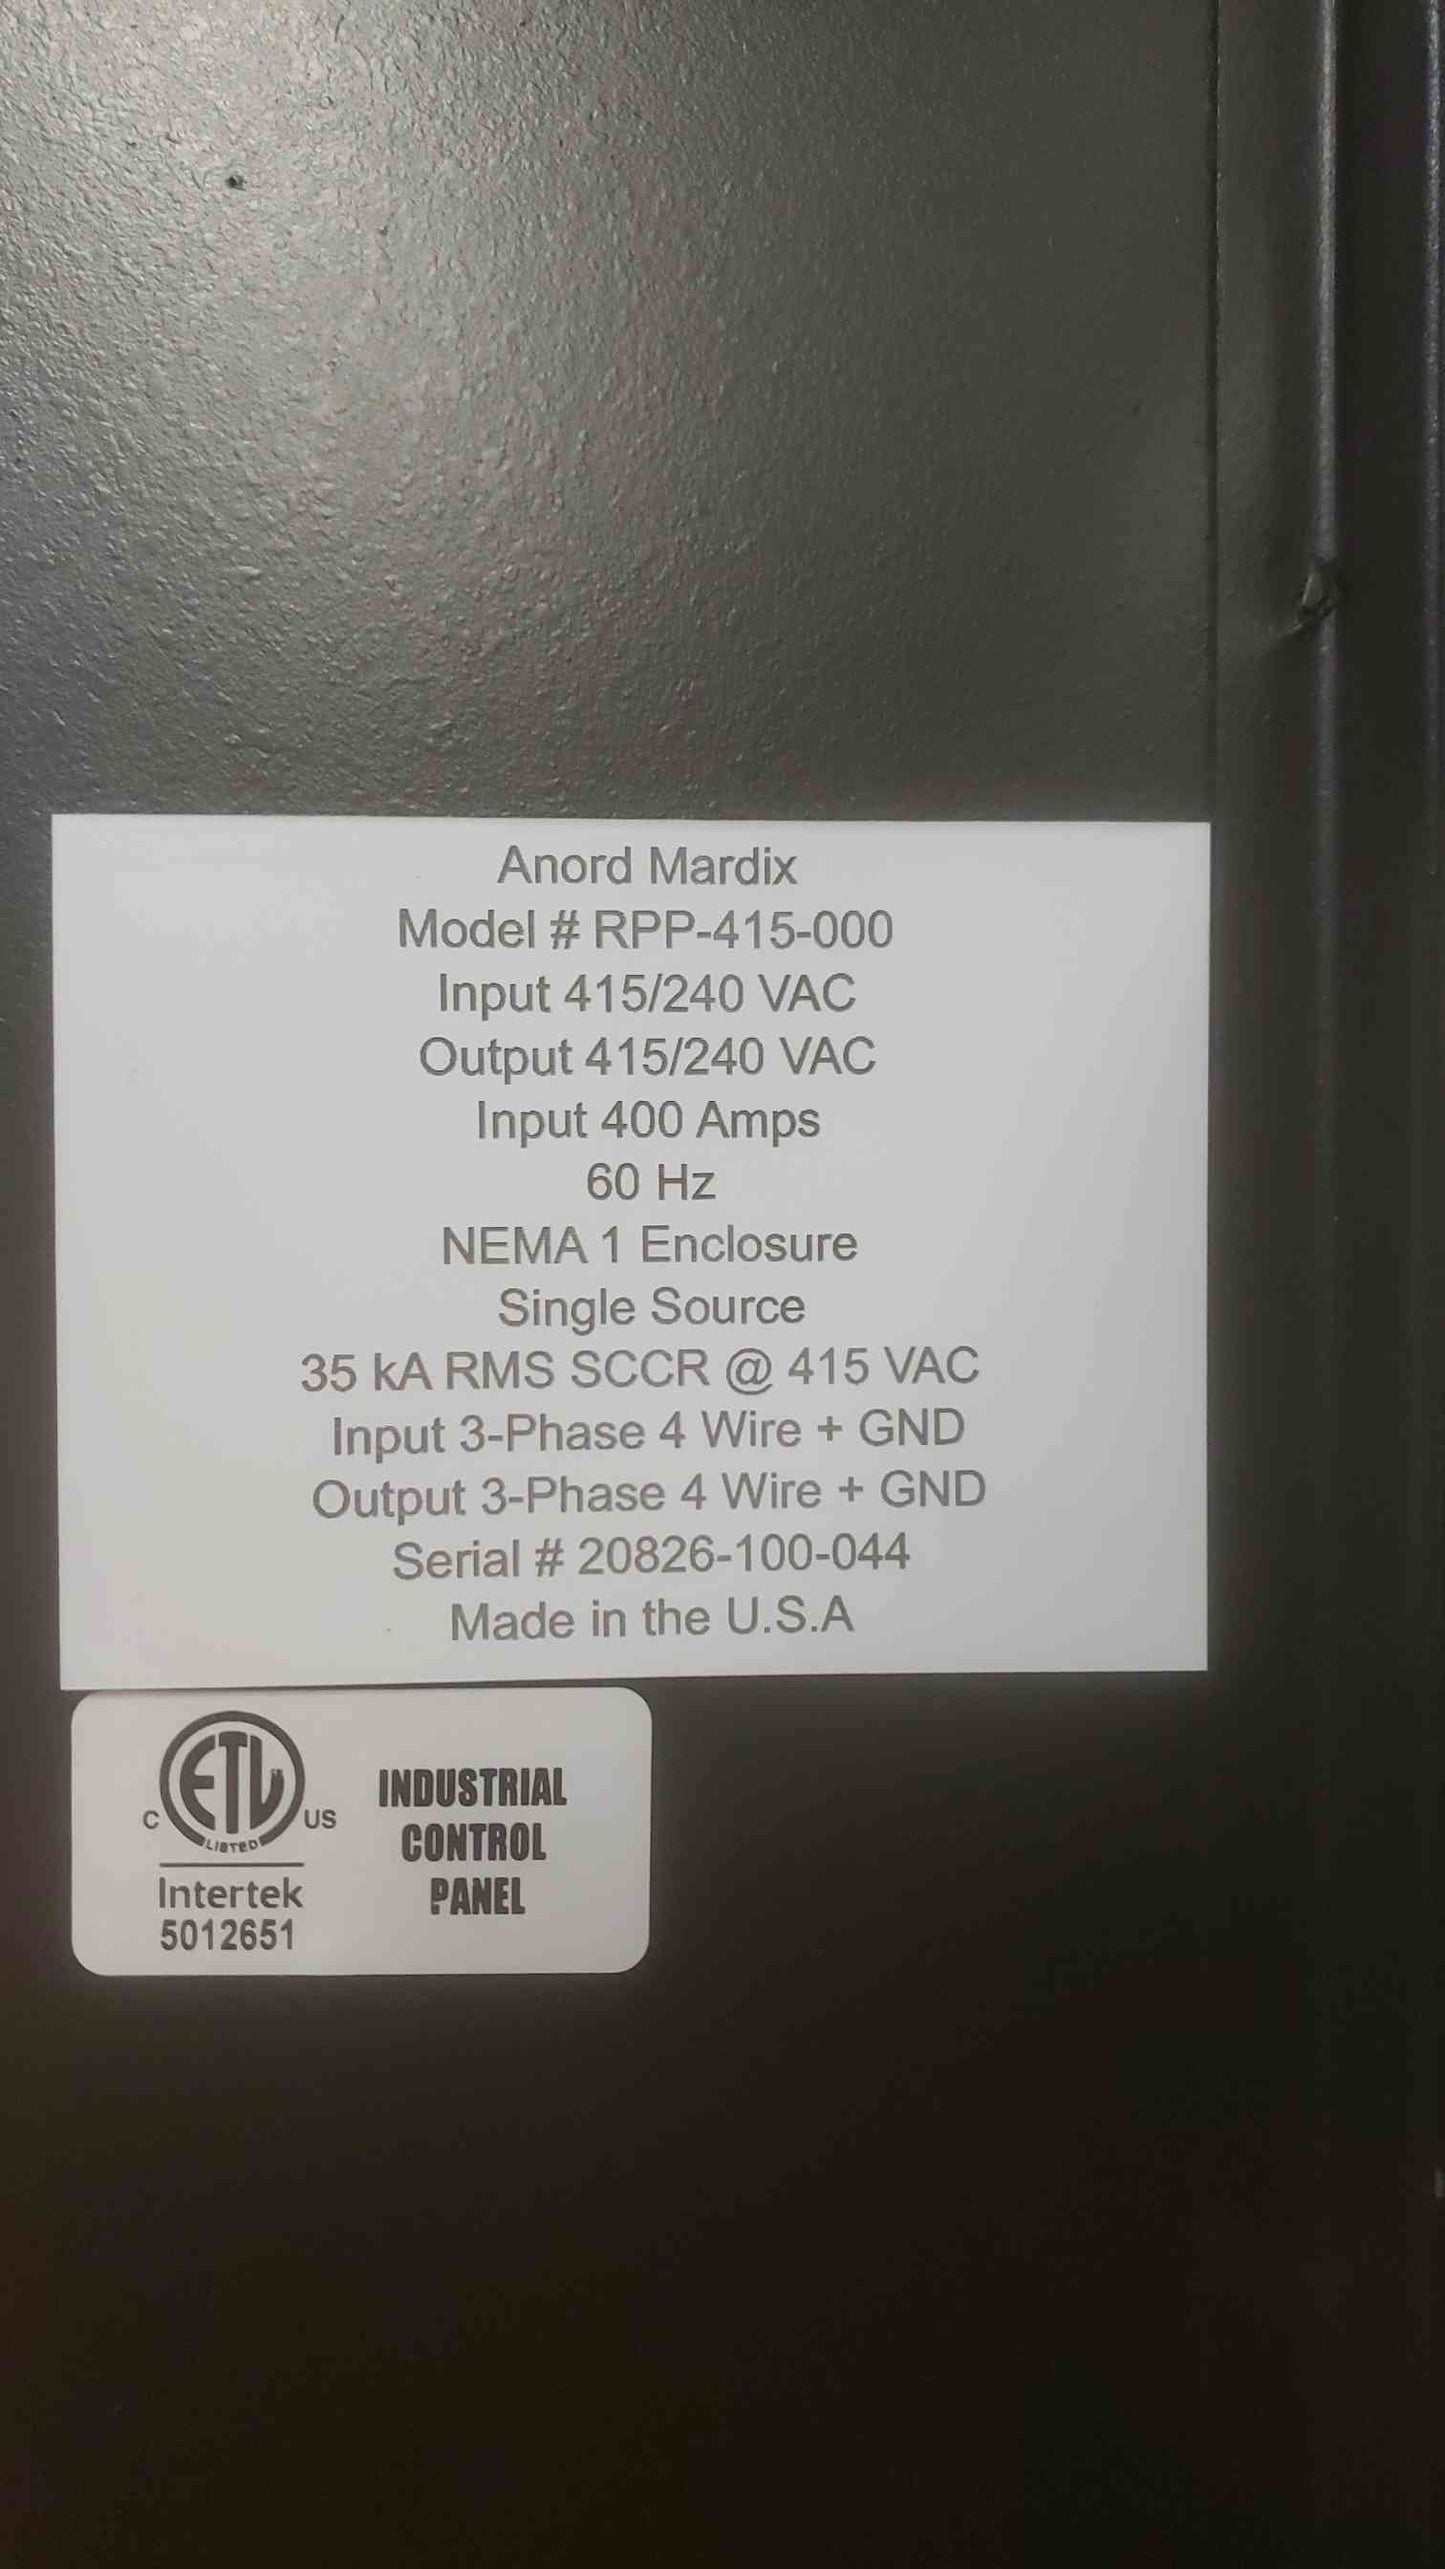 Anord Mardix
Model # RPP-415-000
Input 415/240 VAC
Output 415/240 VAC
Input 400 Amps
60 Hz
NEMA 1 Enclosure
Single Source
35 kA RMS SCCR @ 415 VAC
Input 3-Phase 4 Wire + GND
Output 3-Phase 4 Wire + GND
Serial # 20826-100-044
Made in the U.S.A
ETL
C US
LISTED
Intertek
5012651
INDUSTRIAL
CONTROL
PANEL